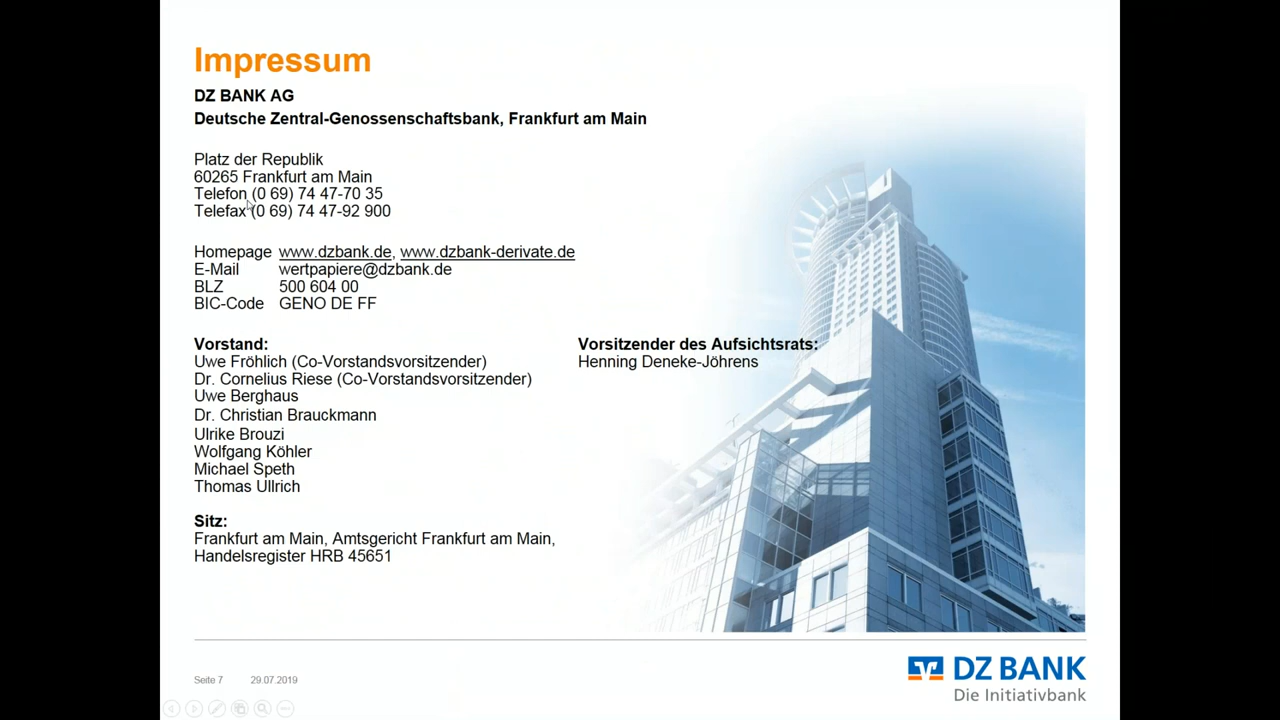 Impressum
DZ BANK AG
Deutsche Zentral-Genossenschaftsbank, Frankfurt am Main
Platz der Republik
60265 Frankfurt am Main
Telefon (0 69) 74 47-70 35
Telefax (0 69) 74 47-92 900
Homepage www.dzbank.de, www.dzbank-derivate.de
E-Mail wertpapiere@dzbank.de
BLZ 500 604 00
BIC-Code GENO DE FF
Vorstand:
Uwe Fröhlich (Co-Vorstandsvorsitzender)
Dr. Cornelius Riese (Co-Vorstandsvorsitzender)
Uwe Berghaus
Dr. Christian Brauckmann
Ulrike Brouzi
Wolfgang Köhler
Michael Speth
Thomas Ullrich
Vorsitzender des Aufsichtsrats:
Henning Deneke-Jöhrens
Sitz:
Frankfurt am Main, Amtsgericht Frankfurt am Main,
Handelsregister HRB 45651
Seite 7 29.07.2019
DZ BANK
Die Initiativbank